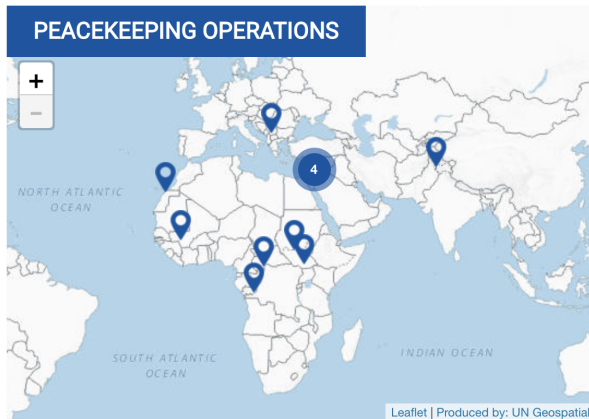 PEACEKEEPING OPERATIONS
+
−
4
NORTH ATLANTIC
OCEAN
SOUTH ATLANTIC
OCEAN
INDIAN OCEAN
Leaflet | Produced by: UN Geospatial